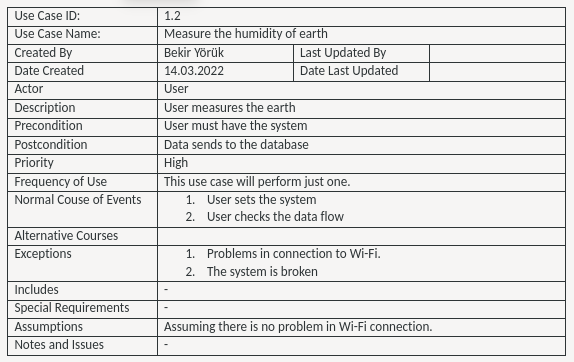 Use Case ID: 1.2
Use Case Name: Measure the humidity of earth
Created By Bekir Yörük Last Updated By
Date Created 14.03.2022 Date Last Updated
Actor User
Description User measures the earth
Precondition User must have the system
Postcondition Data sends to the database
Priority High
Frequency of Use This use case will perform just one.
Normal Couse of Events 1. User sets the system
2. User checks the data flow
Alternative Courses
Exceptions 1. Problems in connection to Wi-Fi.
2. The system is broken
Includes -
Special Requirements -
Assumptions Assuming there is no problem in Wi-Fi connection.
Notes and Issues -